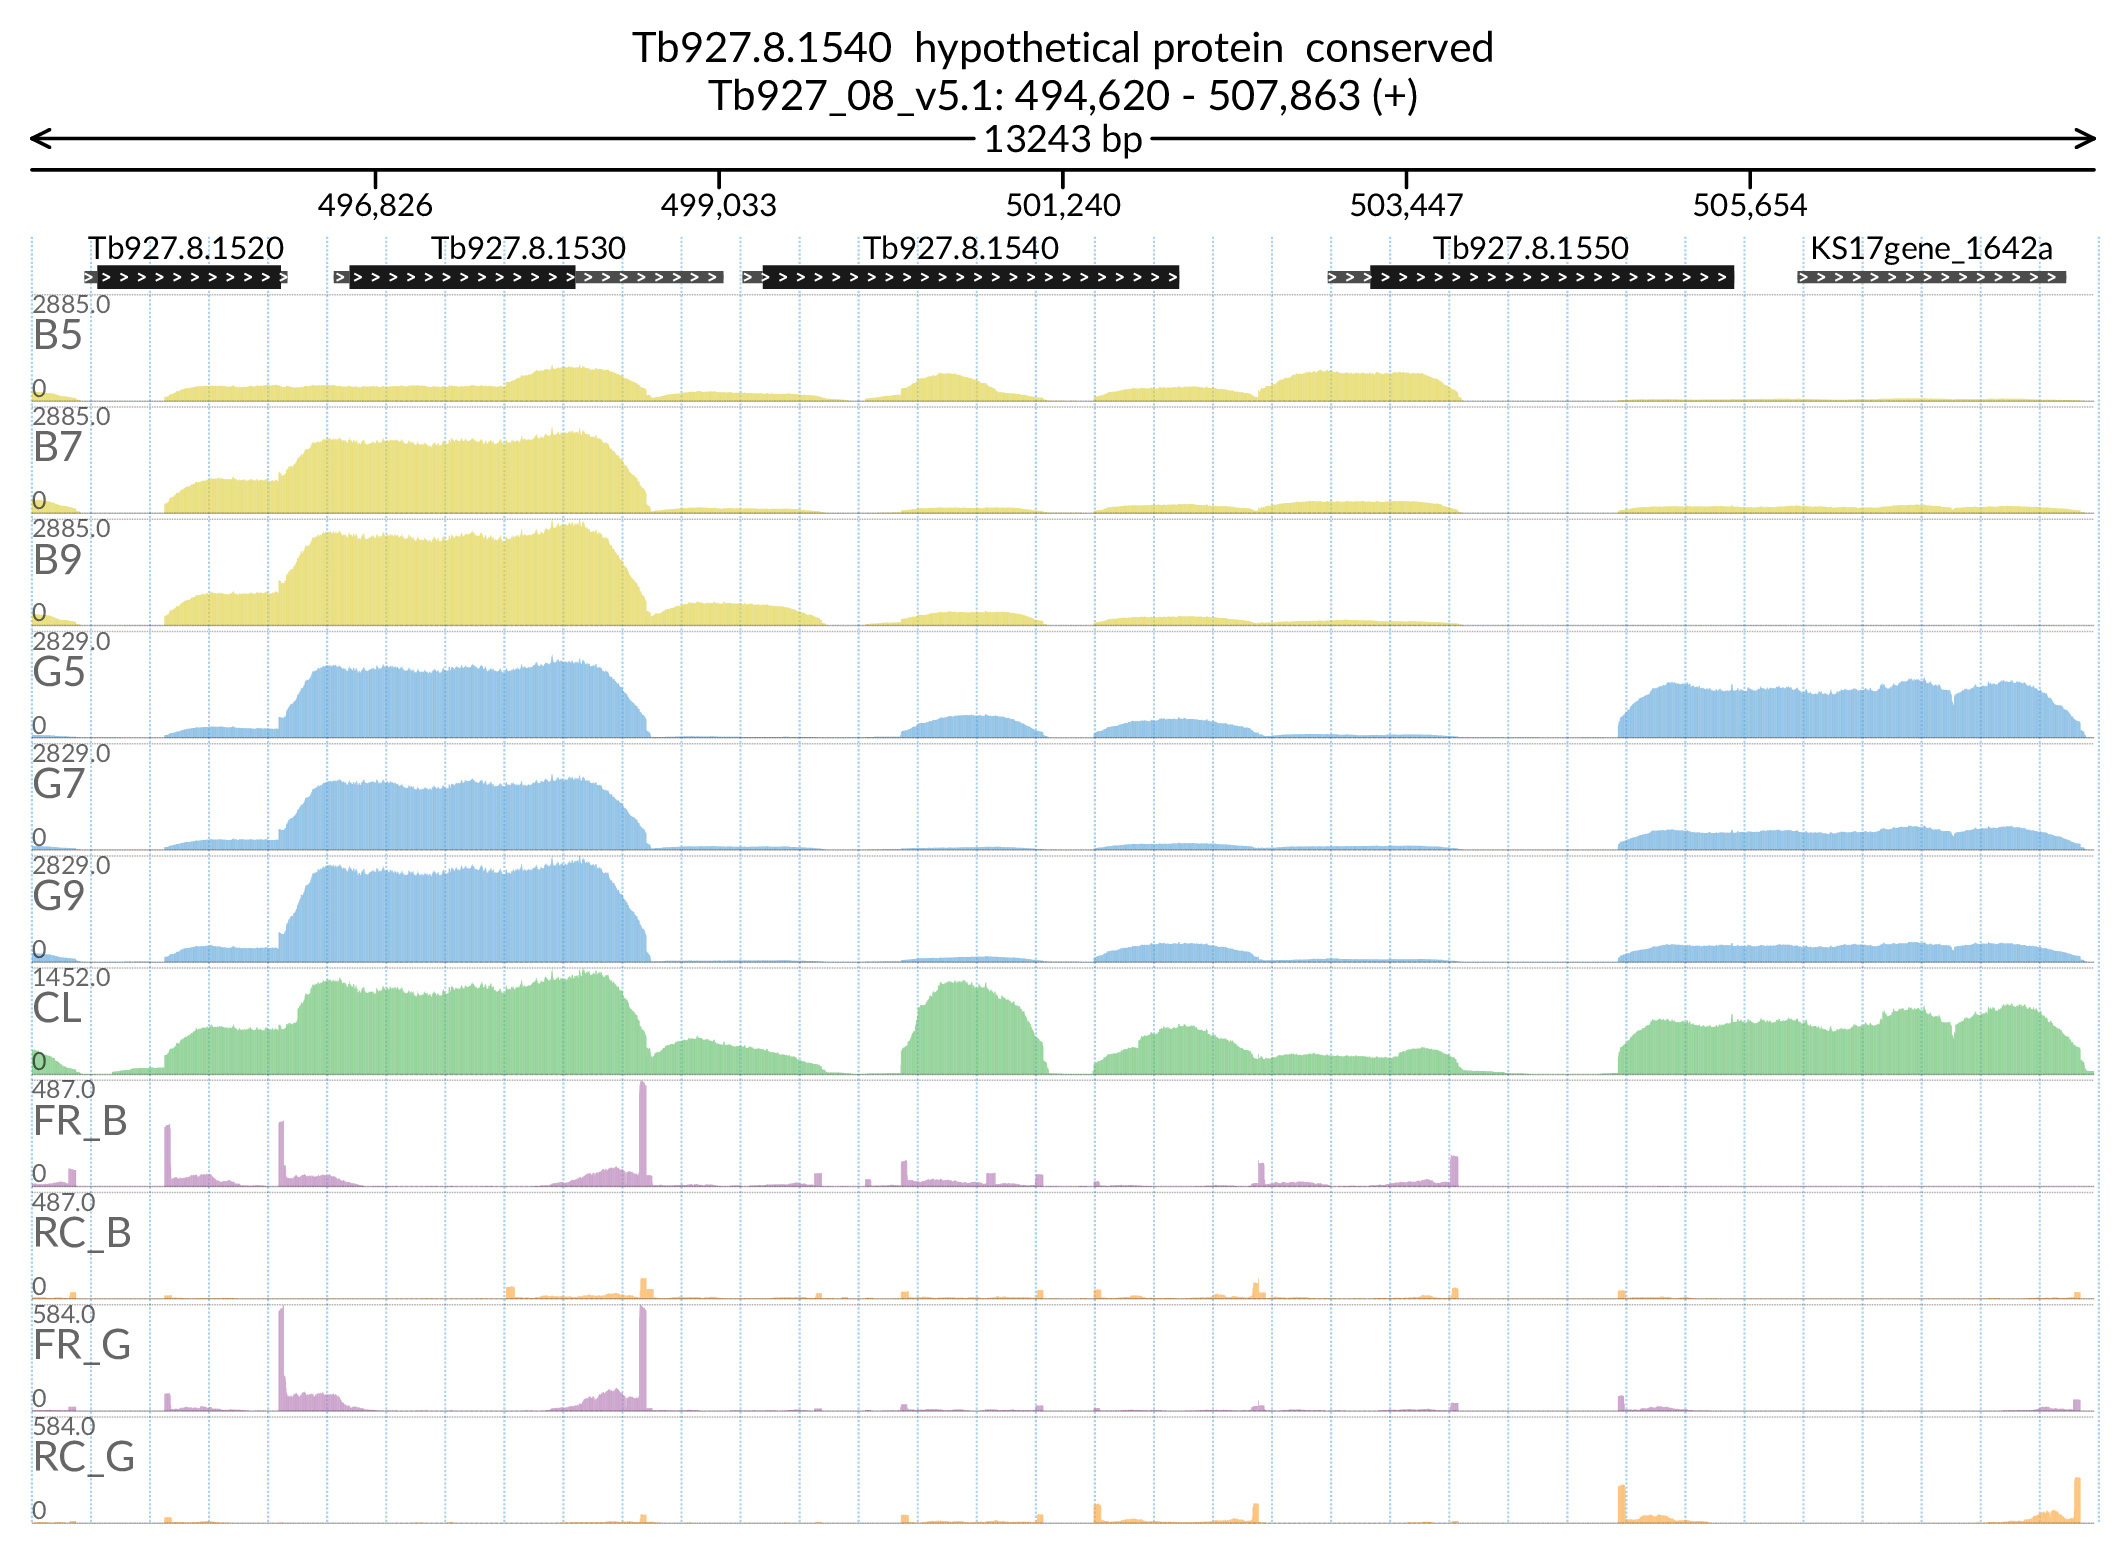 Tb927.8.1540 hypothetical protein conserved
Tb927_08_v5.1: 494,620 - 507,863 (+)
13243 bp
496,826 499,033 501,240 503,447 505,654
Tb927.8.1520 Tb927.8.1530 Tb927.8.1540 Tb927.8.1550 KS17gene_1642a
2885.0
B5
0
2885.0
B7
0
2885.0
B9
0
2829.0
G5
0
2829.0
G7
0
2829.0
G9
0
1452.0
CL
0
487.0
FR_B
0
487.0
RC_B
0
584.0
FR_G
0
584.0
RC_G
0